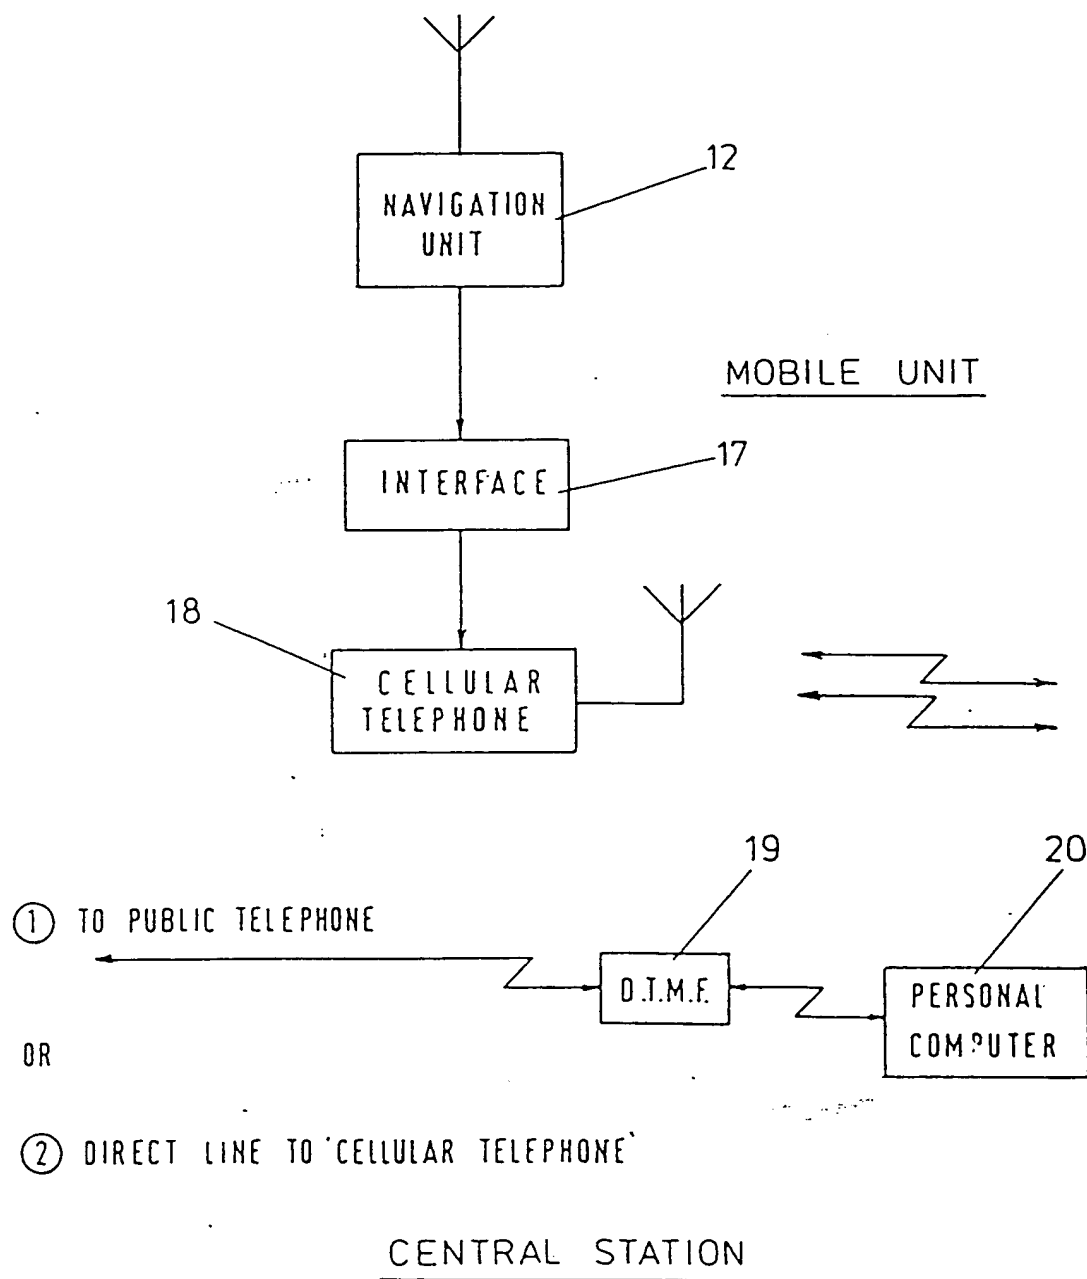 12
NAVIGATION
UNIT
MOBILE UNIT
17
INTERFACE
18
CELLULAR
TELEPHONE
19
20
① TO PUBLIC TELEPHONE
D.T.M.F.
PERSONAL
COMPUTER
OR
② DIRECT LINE TO 'CELLULAR TELEPHONE'
CENTRAL STATION